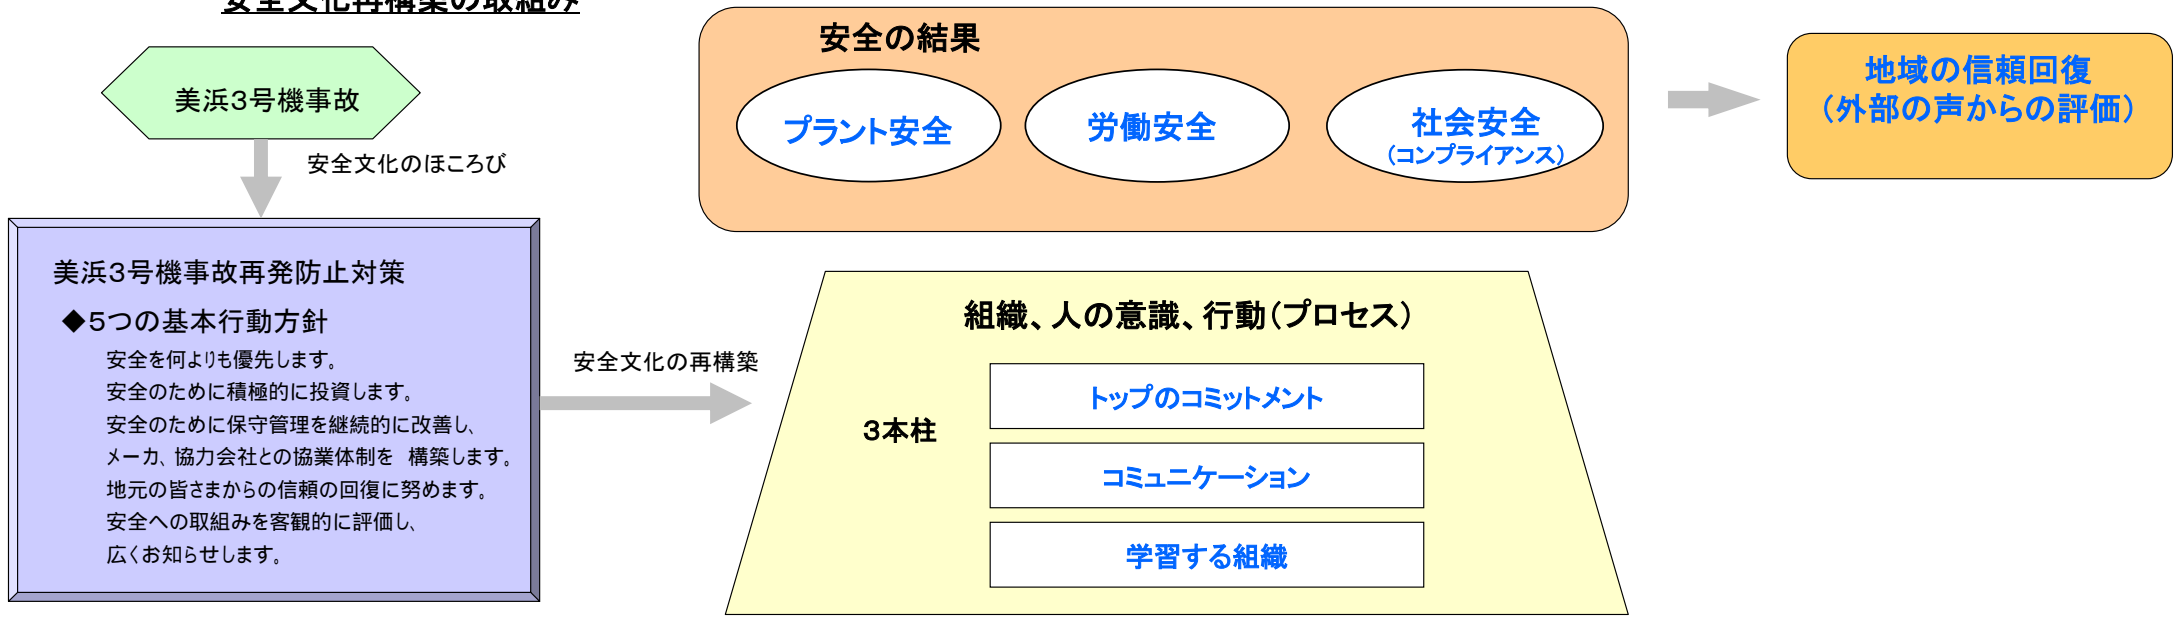 安全文化再構築の取組み
美浜３号機事故
安全文化のほころび
美浜３号機事故再発防止対策
◆５つの基本行動方針
安全を何よりも優先します。
安全のために積極的に投資します。
安全のために保守管理を継続的に改善し、
メーカ、協力会社との協業体制を　構築します。
地元の皆さまからの信頼の回復に努めます。
安全への取組みを客観的に評価し、
広くお知らせします。
安全文化の再構築
安全の結果
プラント安全
労働安全
社会安全
（コンプライアンス）
組織、人の意識、行動（プロセス）
３本柱
トップのコミットメント
コミュニケーション
学習する組織
地域の信頼回復
（外部の声からの評価）